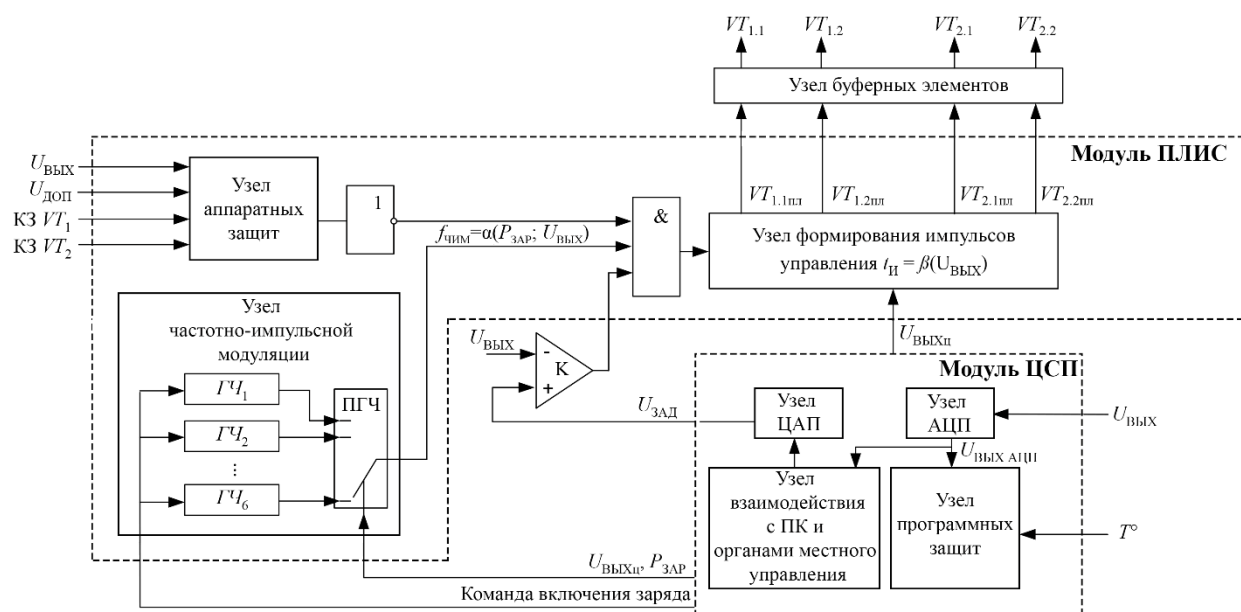 VT1.1 VT1.2 VT2.1 VT2.2
Узел буферных элементов
Модуль ПЛИС
UВЫХ
UДОП
КЗ VT1
КЗ VT2
Узел
аппаратных
защит
1
&
fЧИМ=α(PЗАР; UВЫХ)
VT1.1пл VT1.2пл VT2.1пл VT2.2пл
Узел формирования импульсов
управления tИ = β(UВЫХ)
Узел
частотно-импульсной
модуляции
ГЧ1
ГЧ2
...
ГЧ6
ПГЧ
UВЫХ
-
K
+
UЗАД
UВЫХц
Модуль ЦСП
Узел
ЦАП
Узел
АЦП
UВЫХ
UВЫХ АЦП
Узел
взаимодействия
с ПК и
органами местного
управления
Узел
программных
защит
T°
UВЫХц, PЗАР
Команда включения заряда